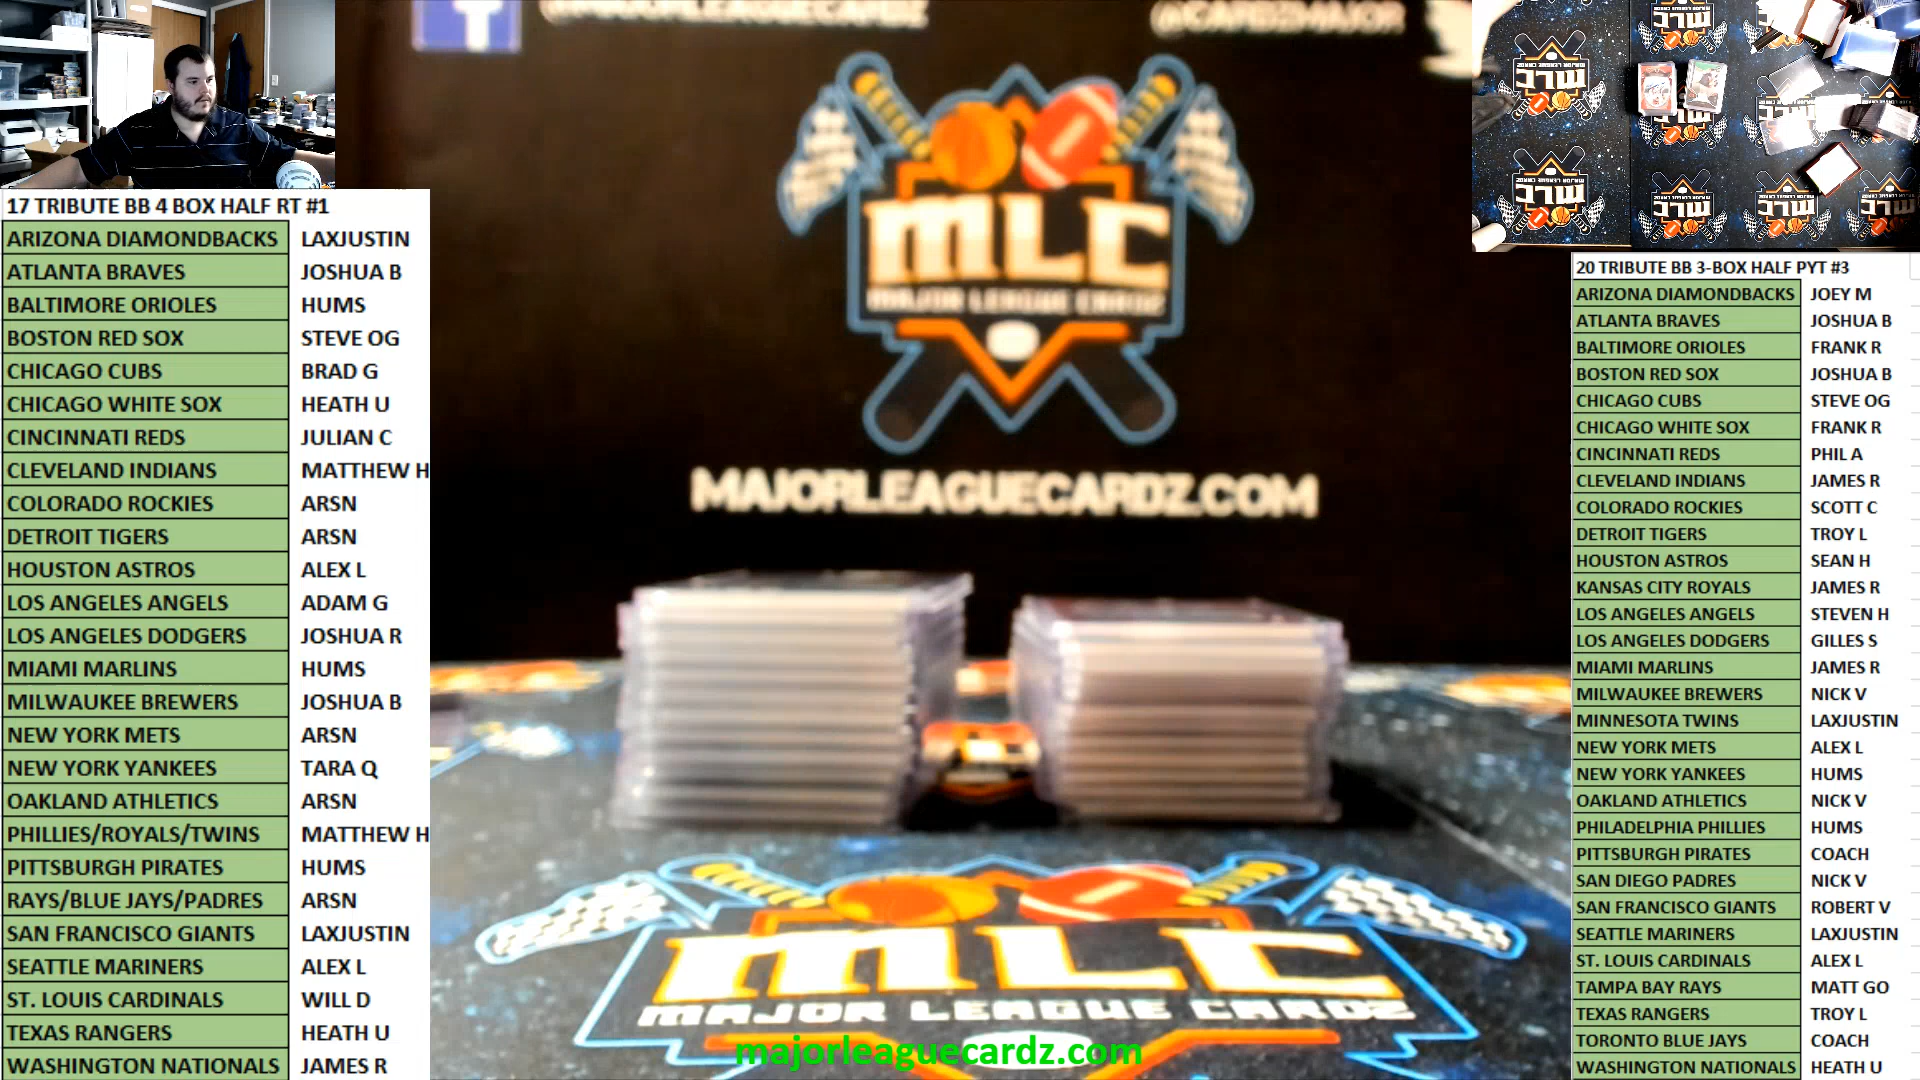 @MAJORLEAGUECARDZ
@CARDZMAJOR
MLC
MAJOR LEAGUE CARDZ
MAJORLEAGUECARDZ.COM
MLC
MAJOR LEAGUE CARDZ
majorleaguecardz.com
17 TRIBUTE BB 4 BOX HALF RT #1
ARIZONA DIAMONDBACKS LAXJUSTIN
ATLANTA BRAVES JOSHUA B
BALTIMORE ORIOLES HUMS
BOSTON RED SOX STEVE OG
CHICAGO CUBS BRAD G
CHICAGO WHITE SOX HEATH U
CINCINNATI REDS JULIAN C
CLEVELAND INDIANS MATTHEW H
COLORADO ROCKIES ARSN
DETROIT TIGERS ARSN
HOUSTON ASTROS ALEX L
LOS ANGELES ANGELS ADAM G
LOS ANGELES DODGERS JOSHUA R
MIAMI MARLINS HUMS
MILWAUKEE BREWERS JOSHUA B
NEW YORK METS ARSN
NEW YORK YANKEES TARA Q
OAKLAND ATHLETICS ARSN
PHILLIES/ROYALS/TWINS MATTHEW H
PITTSBURGH PIRATES HUMS
RAYS/BLUE JAYS/PADRES ARSN
SAN FRANCISCO GIANTS LAXJUSTIN
SEATTLE MARINERS ALEX L
ST. LOUIS CARDINALS WILL D
TEXAS RANGERS HEATH U
WASHINGTON NATIONALS JAMES R
20 TRIBUTE BB 3-BOX HALF PYT #3
ARIZONA DIAMONDBACKS JOEY M
ATLANTA BRAVES JOSHUA B
BALTIMORE ORIOLES FRANK R
BOSTON RED SOX JOSHUA B
CHICAGO CUBS STEVE OG
CHICAGO WHITE SOX FRANK R
CINCINNATI REDS PHIL A
CLEVELAND INDIANS JAMES R
COLORADO ROCKIES SCOTT C
DETROIT TIGERS TROY L
HOUSTON ASTROS SEAN H
KANSAS CITY ROYALS JAMES R
LOS ANGELES ANGELS STEVEN H
LOS ANGELES DODGERS GILLES S
MIAMI MARLINS JAMES R
MILWAUKEE BREWERS NICK V
MINNESOTA TWINS LAXJUSTIN
NEW YORK METS ALEX L
NEW YORK YANKEES HUMS
OAKLAND ATHLETICS NICK V
PHILADELPHIA PHILLIES HUMS
PITTSBURGH PIRATES COACH
SAN DIEGO PADRES NICK V
SAN FRANCISCO GIANTS ROBERT V
SEATTLE MARINERS LAXJUSTIN
ST. LOUIS CARDINALS ALEX L
TAMPA BAY RAYS MATT GO
TEXAS RANGERS TROY L
TORONTO BLUE JAYS COACH
WASHINGTON NATIONALS HEATH U